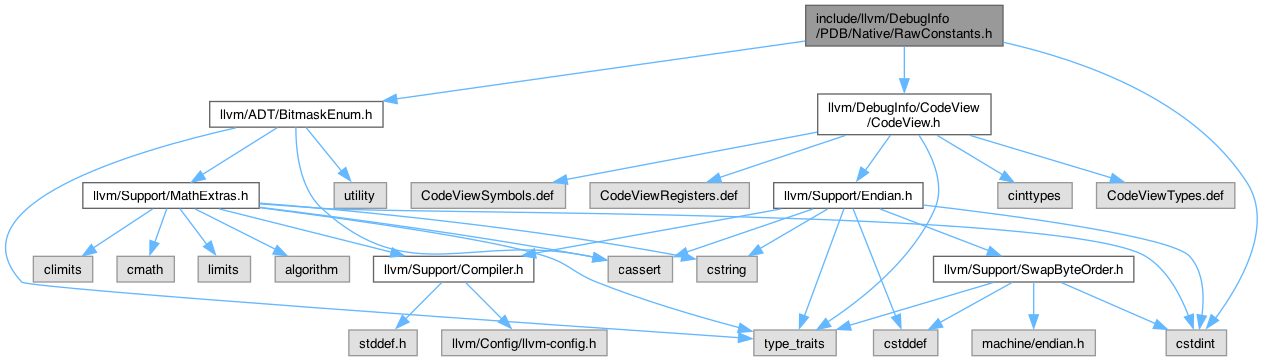 include/llvm/DebugInfo
/PDB/Native/RawConstants.h
llvm/ADT/BitmaskEnum.h
llvm/DebugInfo/CodeView
/CodeView.h
llvm/Support/MathExtras.h
utility
CodeViewSymbols.def
CodeViewRegisters.def
llvm/Support/Endian.h
cinttypes
CodeViewTypes.def
climits
cmath
limits
algorithm
llvm/Support/Compiler.h
cassert
cstring
llvm/Support/SwapByteOrder.h
stddef.h
llvm/Config/llvm-config.h
type_traits
cstddef
machine/endian.h
cstdint